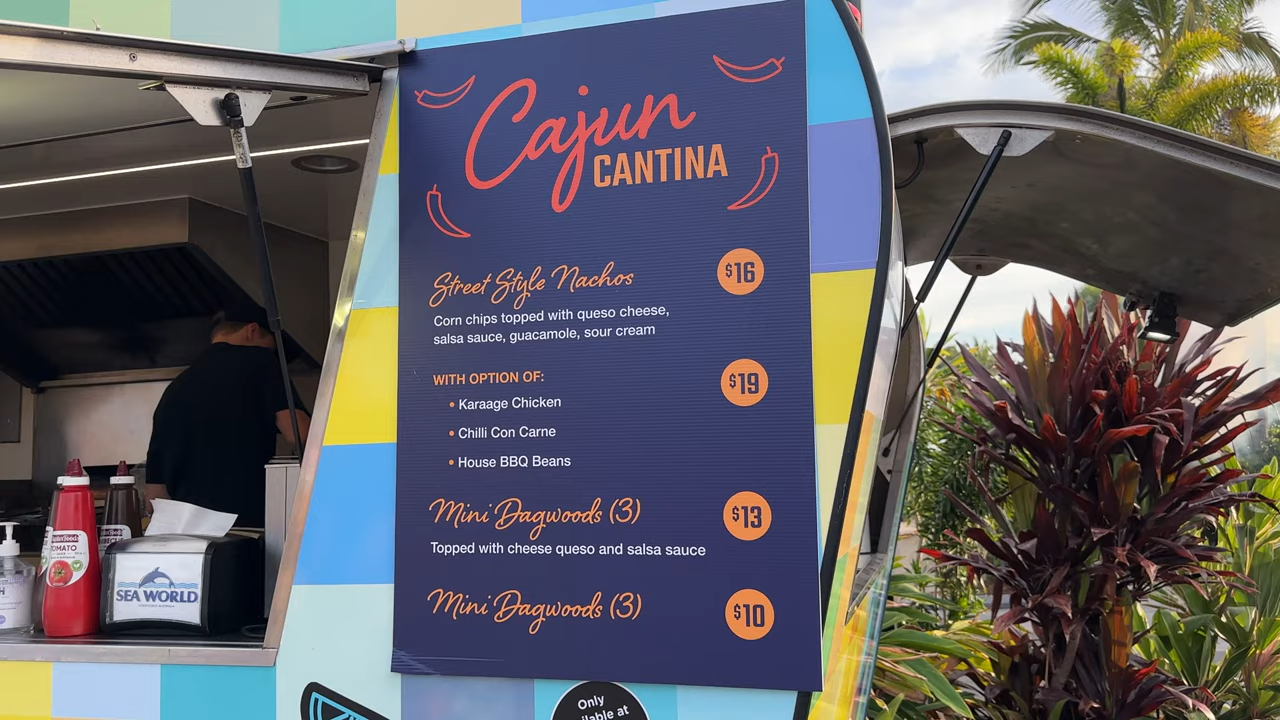 Cajun
CANTINA
Street Style Nachos
$16
Corn chips topped with queso cheese,
salsa sauce, guacamole, sour cream
WITH OPTION OF:
$19
• Karaage Chicken
• Chilli Con Carne
• House BBQ Beans
Mini Dagwoods (3)
$13
Topped with cheese queso and salsa sauce
Mini Dagwoods (3)
$10
TOMATO
SEA WORLD
Only